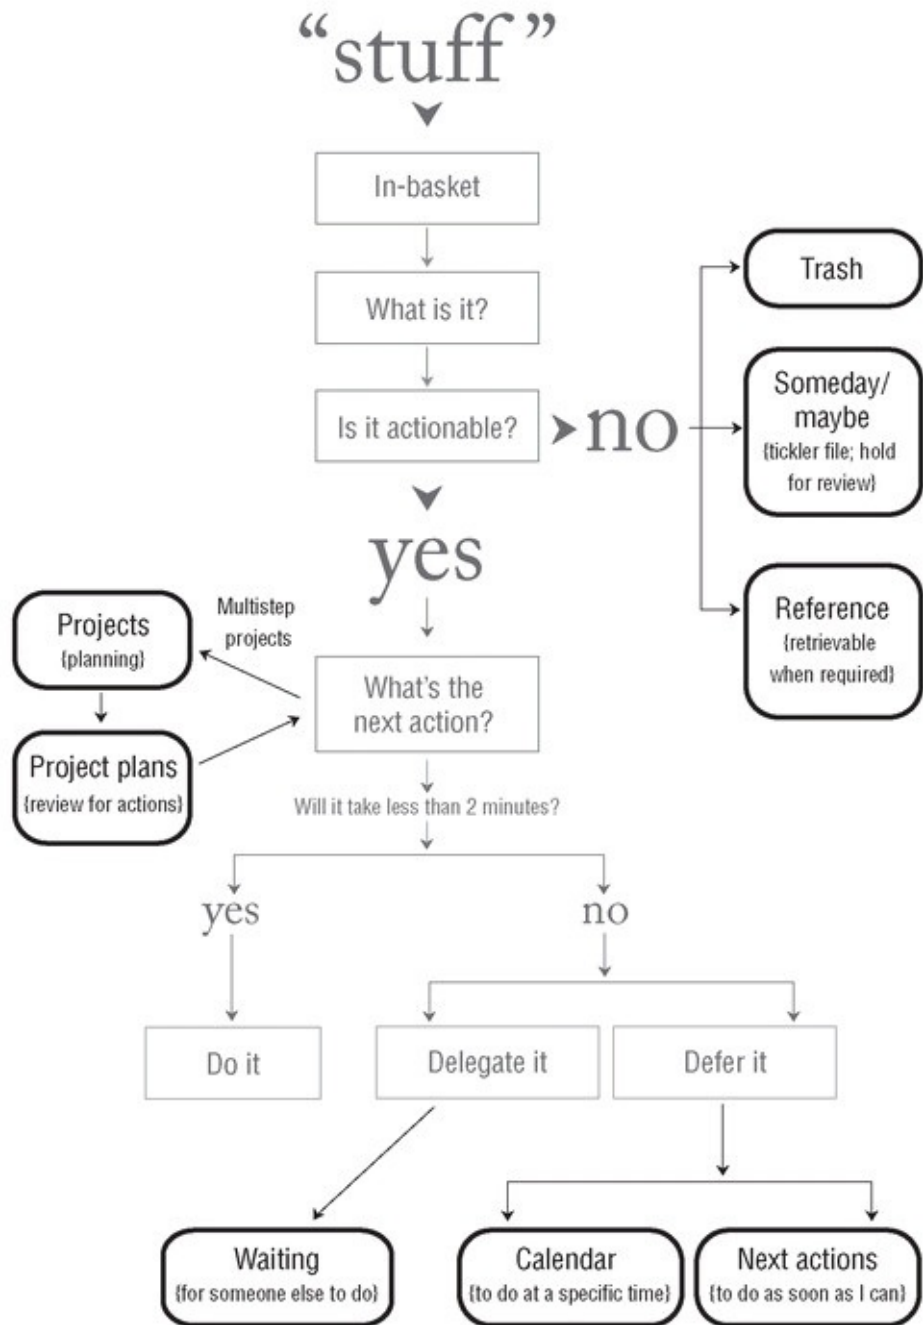 “stuff”
In-basket
What is it?
Is it actionable?
no
Trash
Someday/
maybe
{tickler file; hold
for review}
Reference
{retrievable
when required}
yes
Multistep
projects
Projects
{planning}
Project plans
{review for actions}
What's the
next action?
Will it take less than 2 minutes?
yes
no
Do it
Delegate it
Defer it
Waiting
{for someone else to do}
Calendar
{to do at a specific time}
Next actions
{to do as soon as I can}